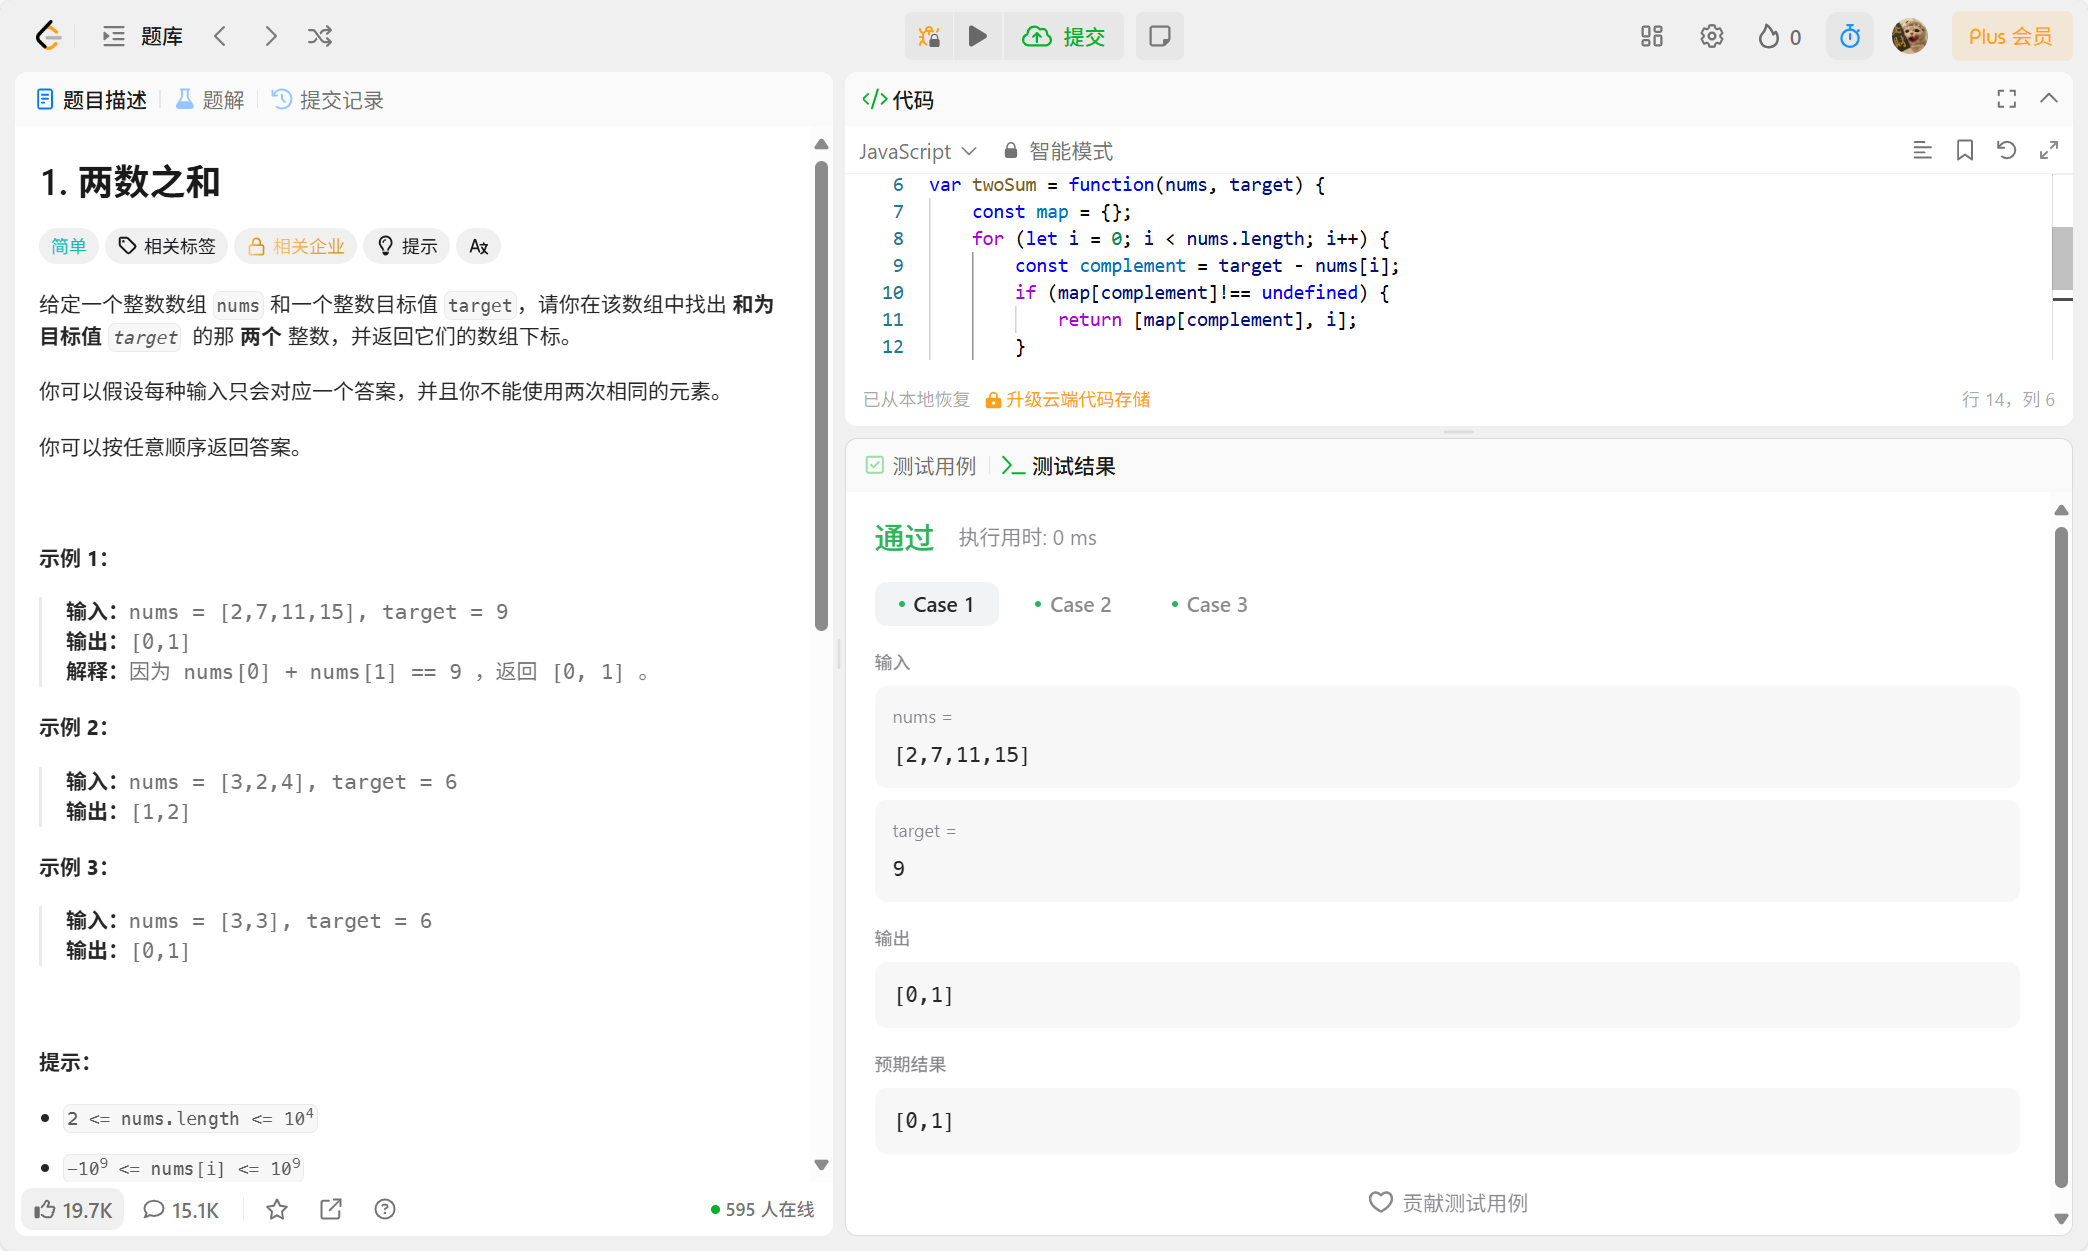 题库
提交
0
Plus 会员
题目描述
题解
提交记录
1. 两数之和
简单
相关标签
相关企业
提示
给定一个整数数组 nums 和一个整数目标值 target，请你在该数组中找出 和为
目标值 target 的那 两个 整数，并返回它们的数组下标。
你可以假设每种输入只会对应一个答案，并且你不能使用两次相同的元素。
你可以按任意顺序返回答案。
示例 1：
输入：nums = [2,7,11,15], target = 9
输出：[0,1]
解释：因为 nums[0] + nums[1] == 9 ，返回 [0, 1] 。
示例 2：
输入：nums = [3,2,4], target = 6
输出：[1,2]
示例 3：
输入：nums = [3,3], target = 6
输出：[0,1]
提示：
2 <= nums.length <= 10⁴
-10⁹ <= nums[i] <= 10⁹
19.7K
15.1K
595 人在线
</> 代码
JavaScript
智能模式
6 var twoSum = function(nums, target) {
7 const map = {};
8 for (let i = 0; i < nums.length; i++) {
9 const complement = target - nums[i];
10 if (map[complement]!== undefined) {
11 return [map[complement], i];
12 }
已从本地恢复
升级云端代码存储
行 14，列 6
测试用例
测试结果
通过
执行用时: 0 ms
Case 1
Case 2
Case 3
输入
nums =
[2,7,11,15]
target =
9
输出
[0,1]
预期结果
[0,1]
贡献测试用例